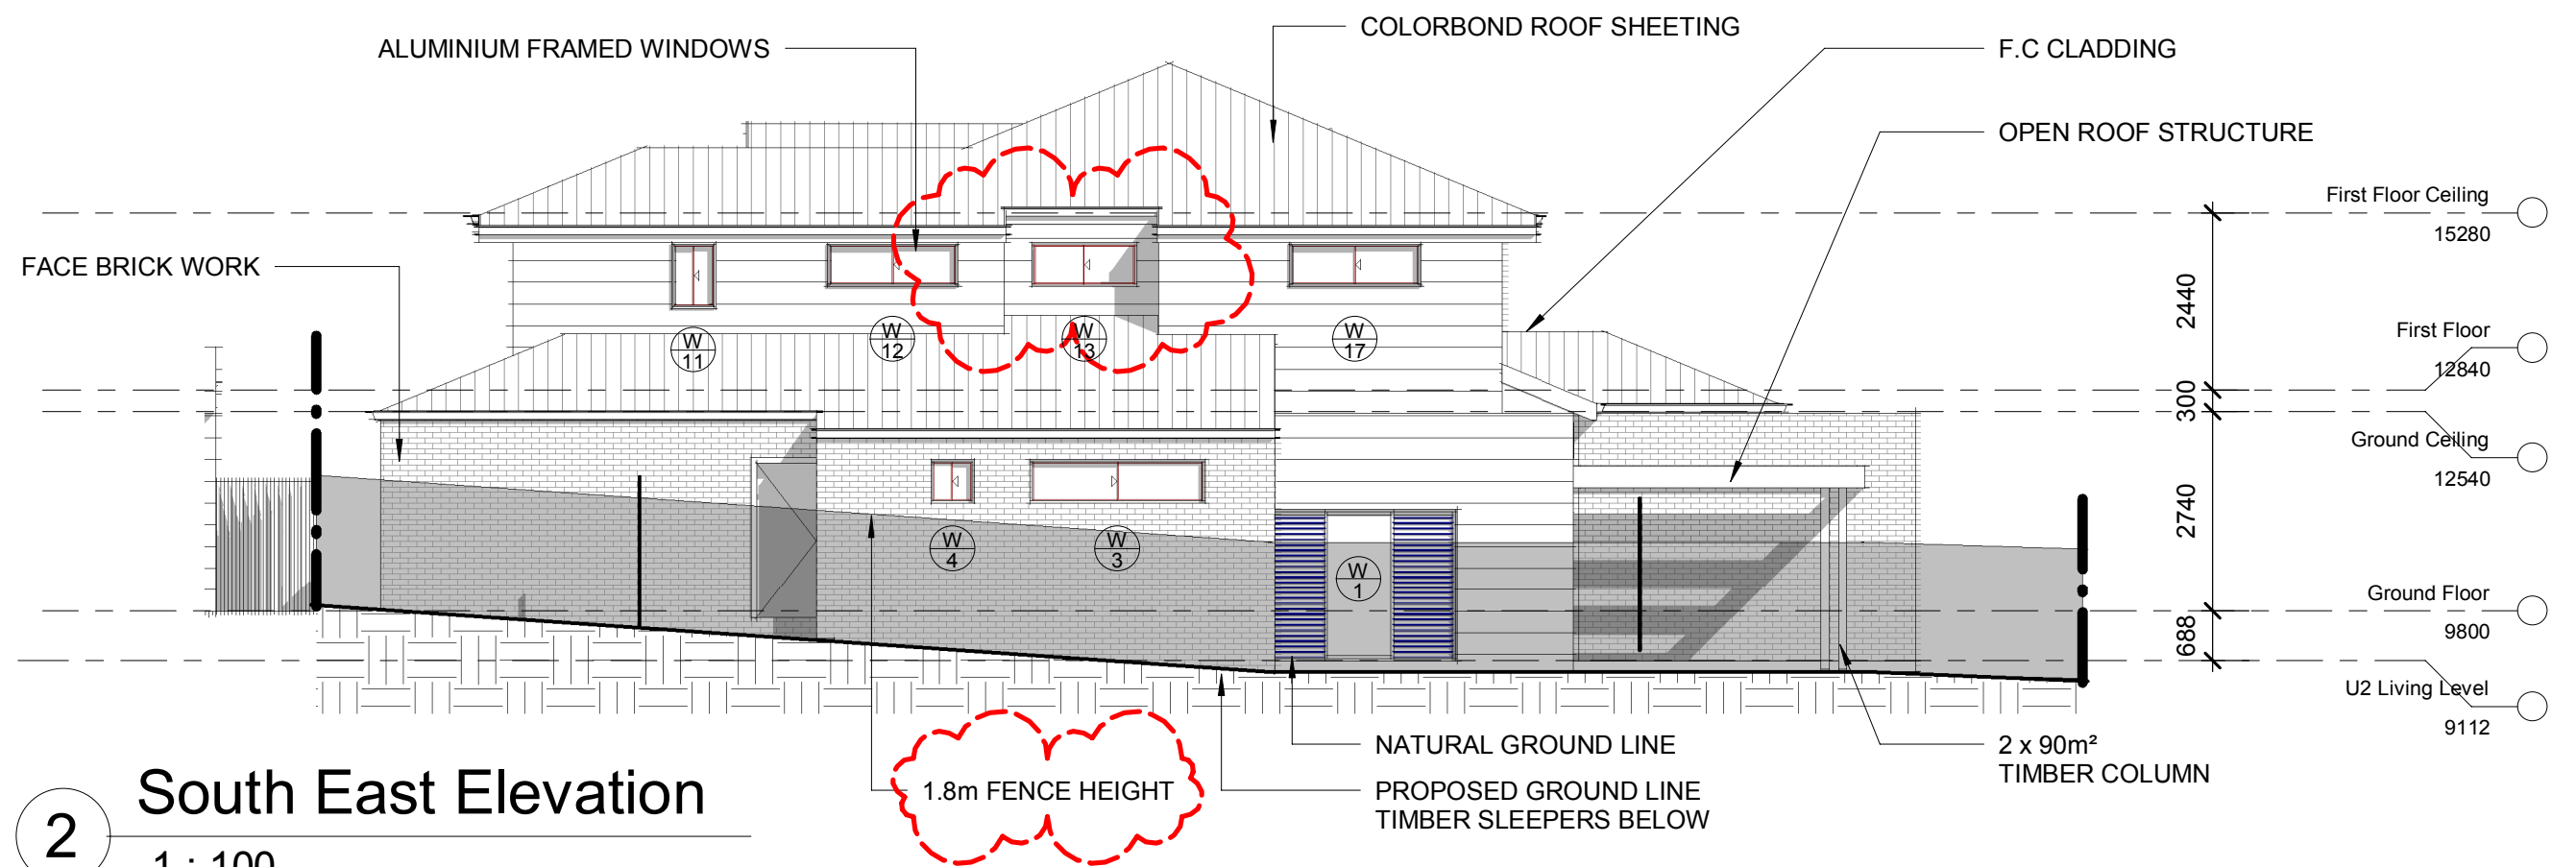 COLORBOND ROOF SHEETING
ALUMINIUM FRAMED WINDOWS
F.C CLADDING
OPEN ROOF STRUCTURE
First Floor Ceiling
15280
FACE BRICK WORK
2440
First Floor
12840
W
11
W
12
W
13
W
17
300
Ground Ceiling
12540
2740
W
4
W
3
W
1
Ground Floor
9800
688
U2 Living Level
9112
NATURAL GROUND LINE
2 x 90m²
TIMBER COLUMN
1.8m FENCE HEIGHT
PROPOSED GROUND LINE
TIMBER SLEEPERS BELOW
2
South East Elevation
1 : 100